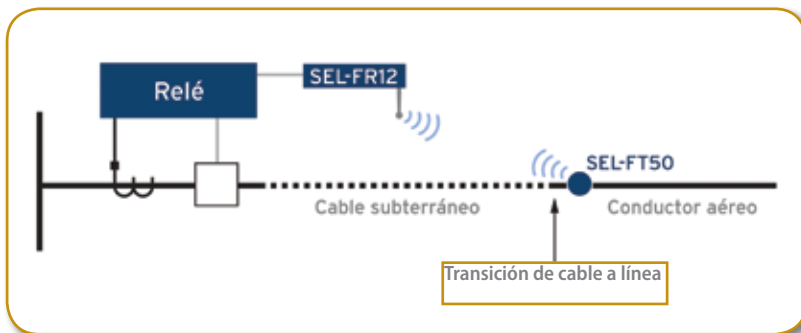 Relé
SEL-FR12
SEL-FT50
Cable subterráneo
Conductor aéreo
Transición de cable a línea